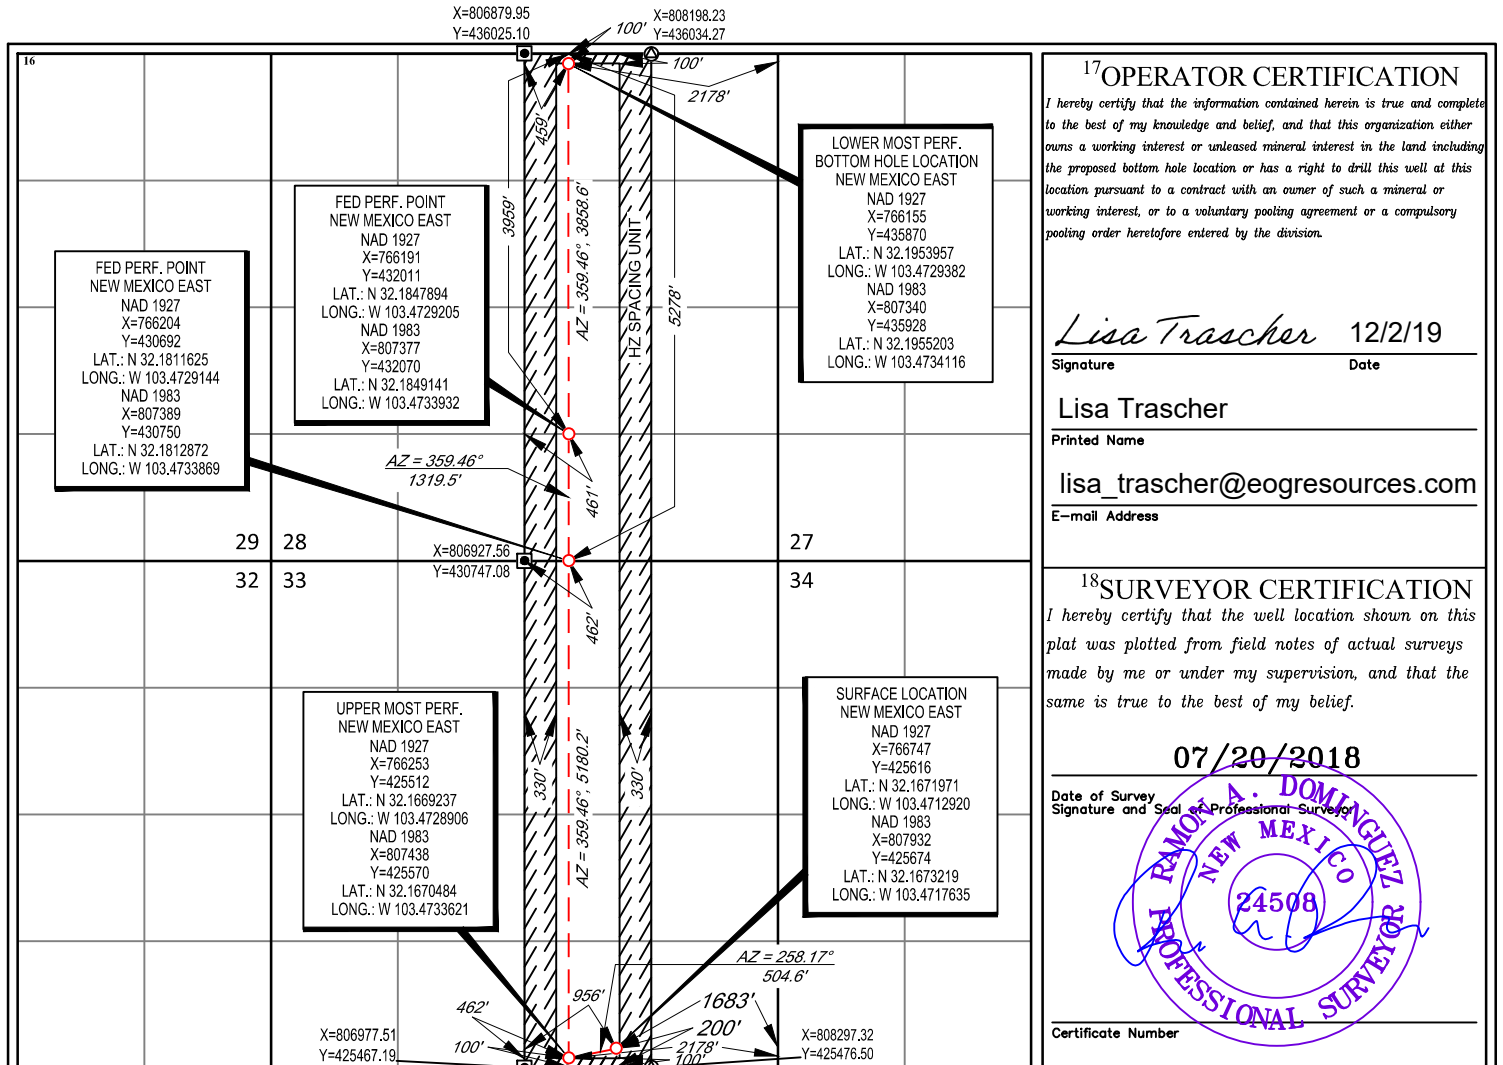 X=806879.95
Y=436025.10
100'
X=808198.23
Y=436034.27
16
100'
2178'
459'
3959'
AZ = 359.46°, 3858.6'
HZ SPACING UNIT
5278'
LOWER MOST PERF.
BOTTOM HOLE LOCATION
NEW MEXICO EAST
NAD 1927
X=766155
Y=435870
LAT.: N 32.1953957
LONG.: W 103.4729382
NAD 1983
X=807340
Y=435928
LAT.: N 32.1955203
LONG.: W 103.4734116
FED PERF. POINT
NEW MEXICO EAST
NAD 1927
X=766191
Y=432011
LAT.: N 32.1847894
LONG.: W 103.4729205
NAD 1983
X=807377
Y=432070
LAT.: N 32.1849141
LONG.: W 103.4733932
FED PERF. POINT
NEW MEXICO EAST
NAD 1927
X=766204
Y=430692
LAT.: N 32.1811625
LONG.: W 103.4729144
NAD 1983
X=807389
Y=430750
LAT.: N 32.1812872
LONG.: W 103.4733869
AZ = 359.46°
1319.5'
461'
29 28
27
X=806927.56
Y=430747.08
32 33
34
462'
UPPER MOST PERF.
NEW MEXICO EAST
NAD 1927
X=766253
Y=425512
LAT.: N 32.1669237
LONG.: W 103.4728906
NAD 1983
X=807438
Y=425570
LAT.: N 32.1670484
LONG.: W 103.4733621
330'
AZ = 359.46°, 5180.2'
330'
SURFACE LOCATION
NEW MEXICO EAST
NAD 1927
X=766747
Y=425616
LAT.: N 32.1671971
LONG.: W 103.4712920
NAD 1983
X=807932
Y=425674
LAT.: N 32.1673219
LONG.: W 103.4717635
AZ = 258.17°
504.6'
956'
462'
1683'
200'
100'
2178'
100'
X=806977.51
Y=425467.19
X=808297.32
Y=425476.50
17OPERATOR CERTIFICATION
I hereby certify that the information contained herein is true and complete
to the best of my knowledge and belief, and that this organization either
owns a working interest or unleased mineral interest in the land including
the proposed bottom hole location or has a right to drill this well at this
location pursuant to a contract with an owner of such a mineral or
working interest, or to a voluntary pooling agreement or a compulsory
pooling order heretofore entered by the division.
Lisa Trascher 12/2/19
Signature Date
Lisa Trascher
Printed Name
lisa_trascher@eogresources.com
E-mail Address
18SURVEYOR CERTIFICATION
I hereby certify that the well location shown on this
plat was plotted from field notes of actual surveys
made by me or under my supervision, and that the
same is true to the best of my belief.
07/20/2018
Date of Survey
Signature and Seal of Professional Surveyor
RAMON A. DOMINGUEZ
NEW MEXICO
24508
PROFESSIONAL SURVEYOR
Certificate Number